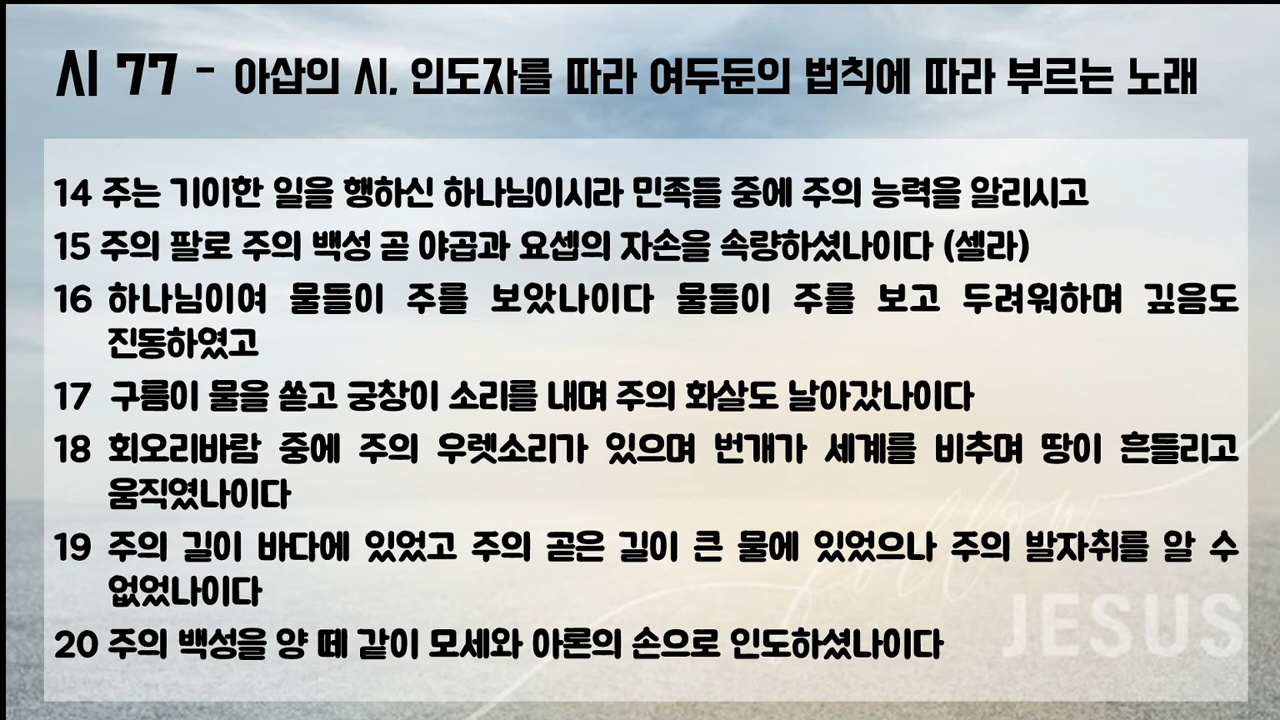 시 77 - 아삽의 시, 인도자를 따라 여두둔의 법칙에 따라 부르는 노래
14 주는 기이한 일을 행하신 하나님이시라 민족들 중에 주의 능력을 알리시고
15 주의 팔로 주의 백성 곧 야곱과 요셉의 자손을 속량하셨나이다 (셀라)
16 하나님이여 물들이 주를 보았나이다 물들이 주를 보고 두려워하며 깊음도
진동하였고
17 구름이 물을 쏟고 궁창이 소리를 내며 주의 화살도 날아갔나이다
18 회오리바람 중에 주의 우렛소리가 있으며 번개가 세계를 비추며 땅이 흔들리고
움직였나이다
19 주의 길이 바다에 있었고 주의 곧은 길이 큰 물에 있었으나 주의 발자취를 알 수
없었나이다
20 주의 백성을 양 떼 같이 모세와 아론의 손으로 인도하셨나이다
follow
JESUS